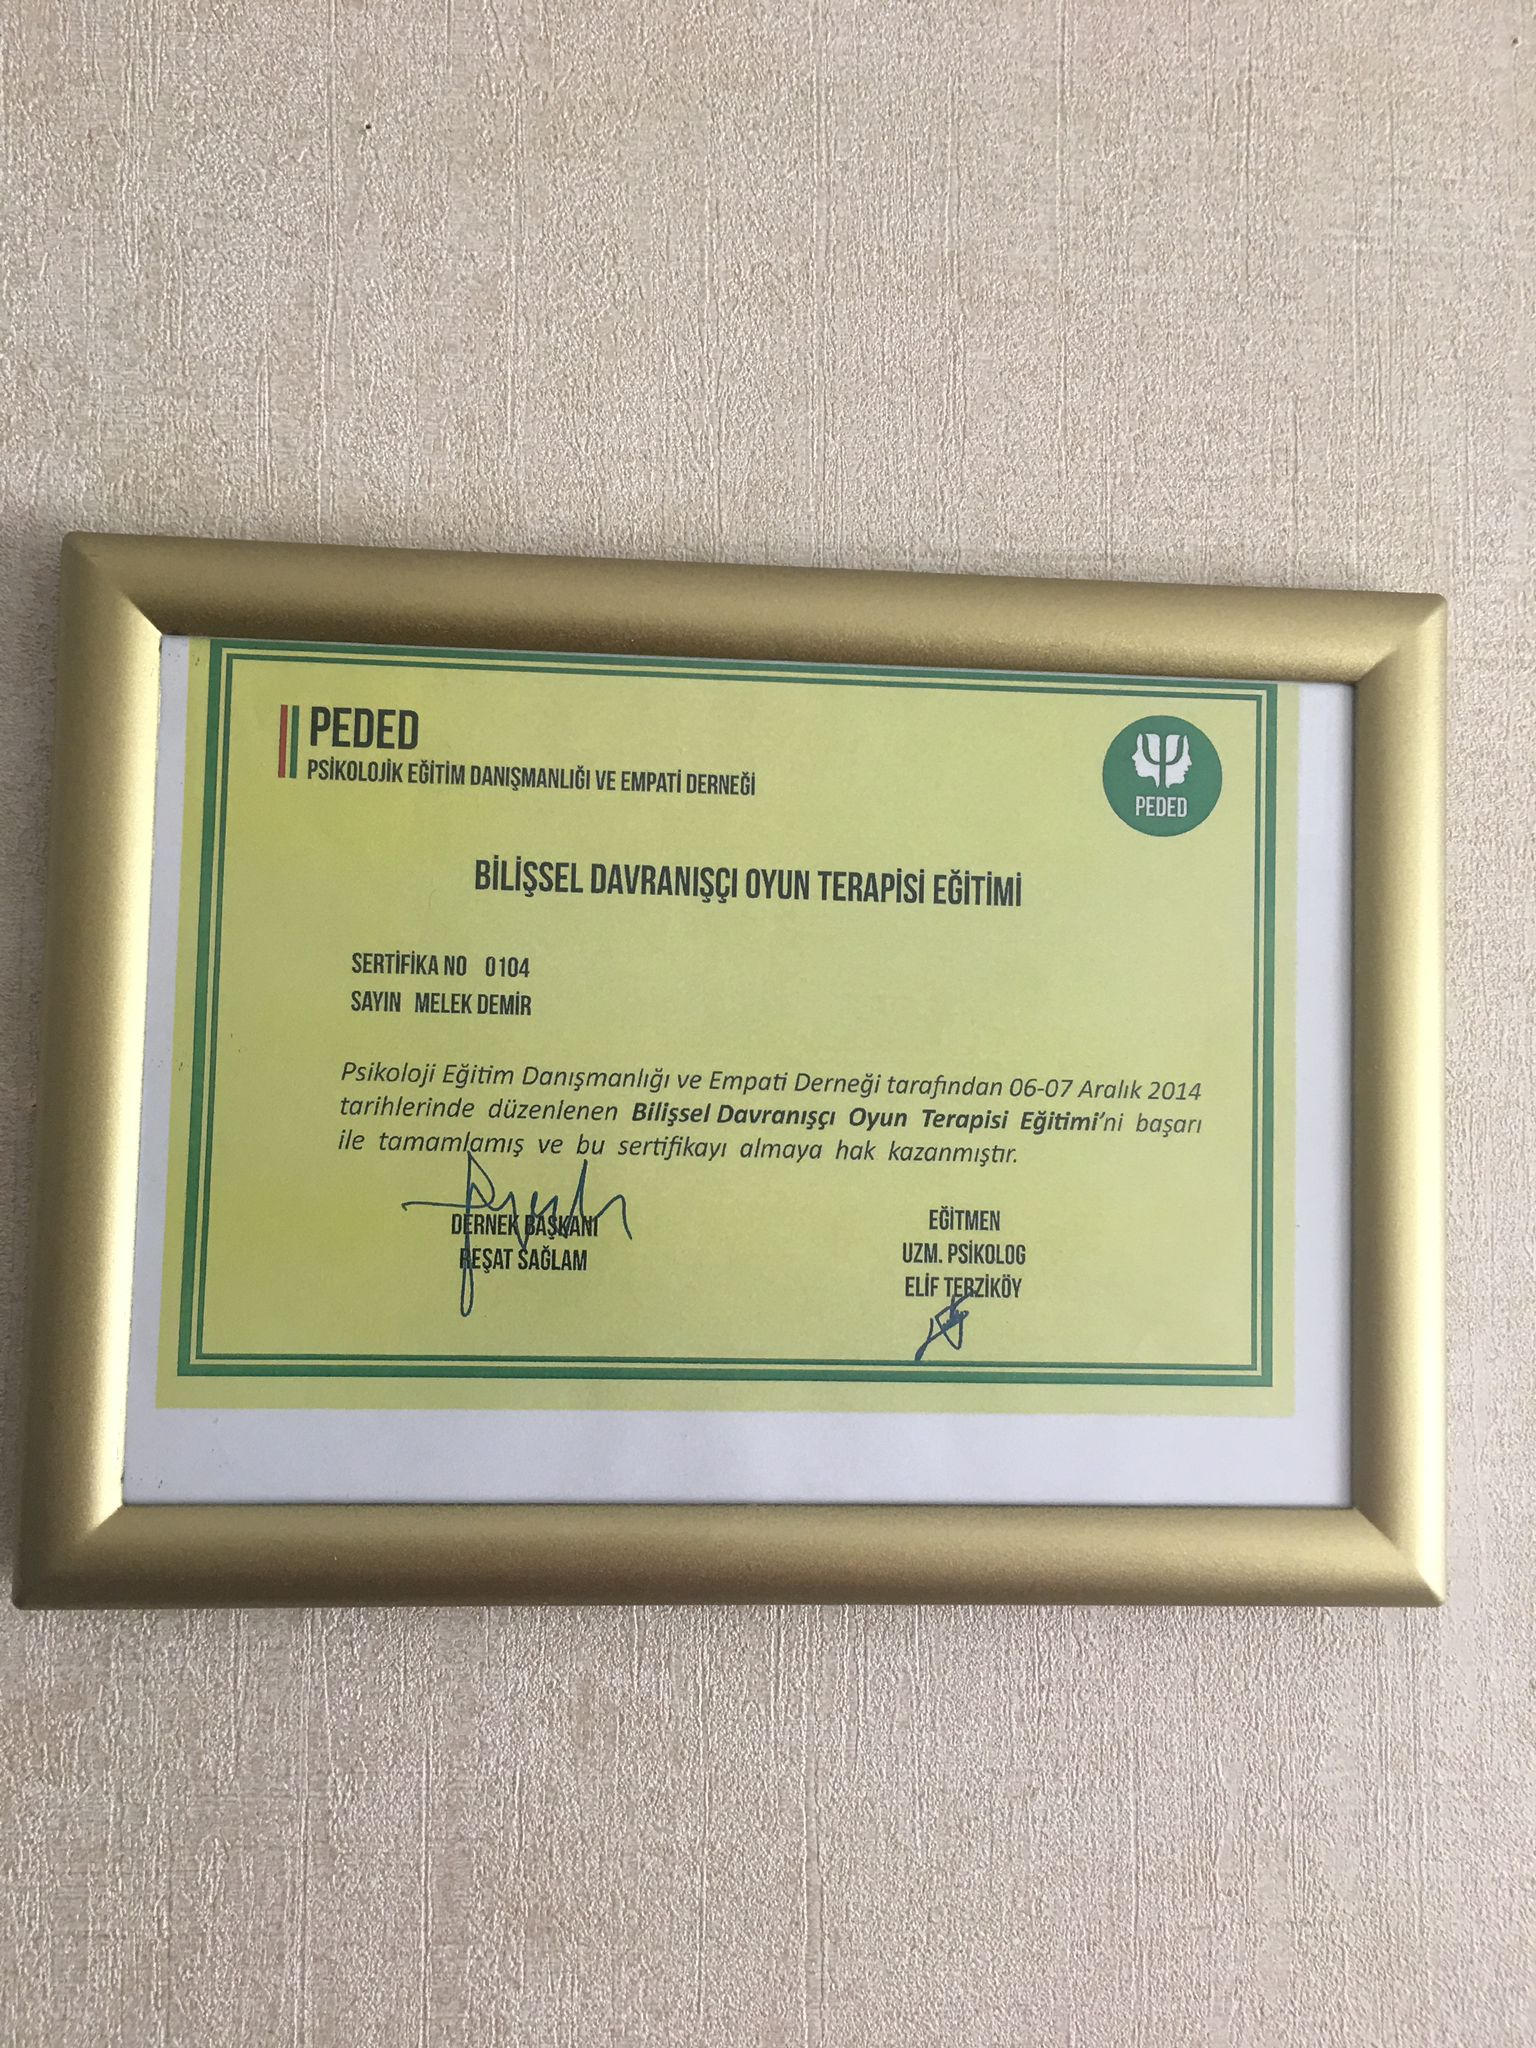 PEDED
PSİKOLOJİK EĞİTİM DANIŞMANLIĞI VE EMPATİ DERNEĞİ
PEDED
BİLİŞSEL DAVRANIŞÇI OYUN TERAPİSİ EĞİTİMİ
SERTİFİKA NO 0104
SAYIN MELEK DEMİR
Psikoloji Eğitim Danışmanlığı ve Empati Derneği tarafından 06-07 Aralık 2014
tarihlerinde düzenlenen Bilişsel Davranışçı Oyun Terapisi Eğitimi'ni başarı
ile tamamlamış ve bu sertifikayı almaya hak kazanmıştır.
DERNEK BAŞKANI
REŞAT SAĞLAM
EĞİTMEN
UZM. PSİKOLOG
ELİF TERZİKÖY